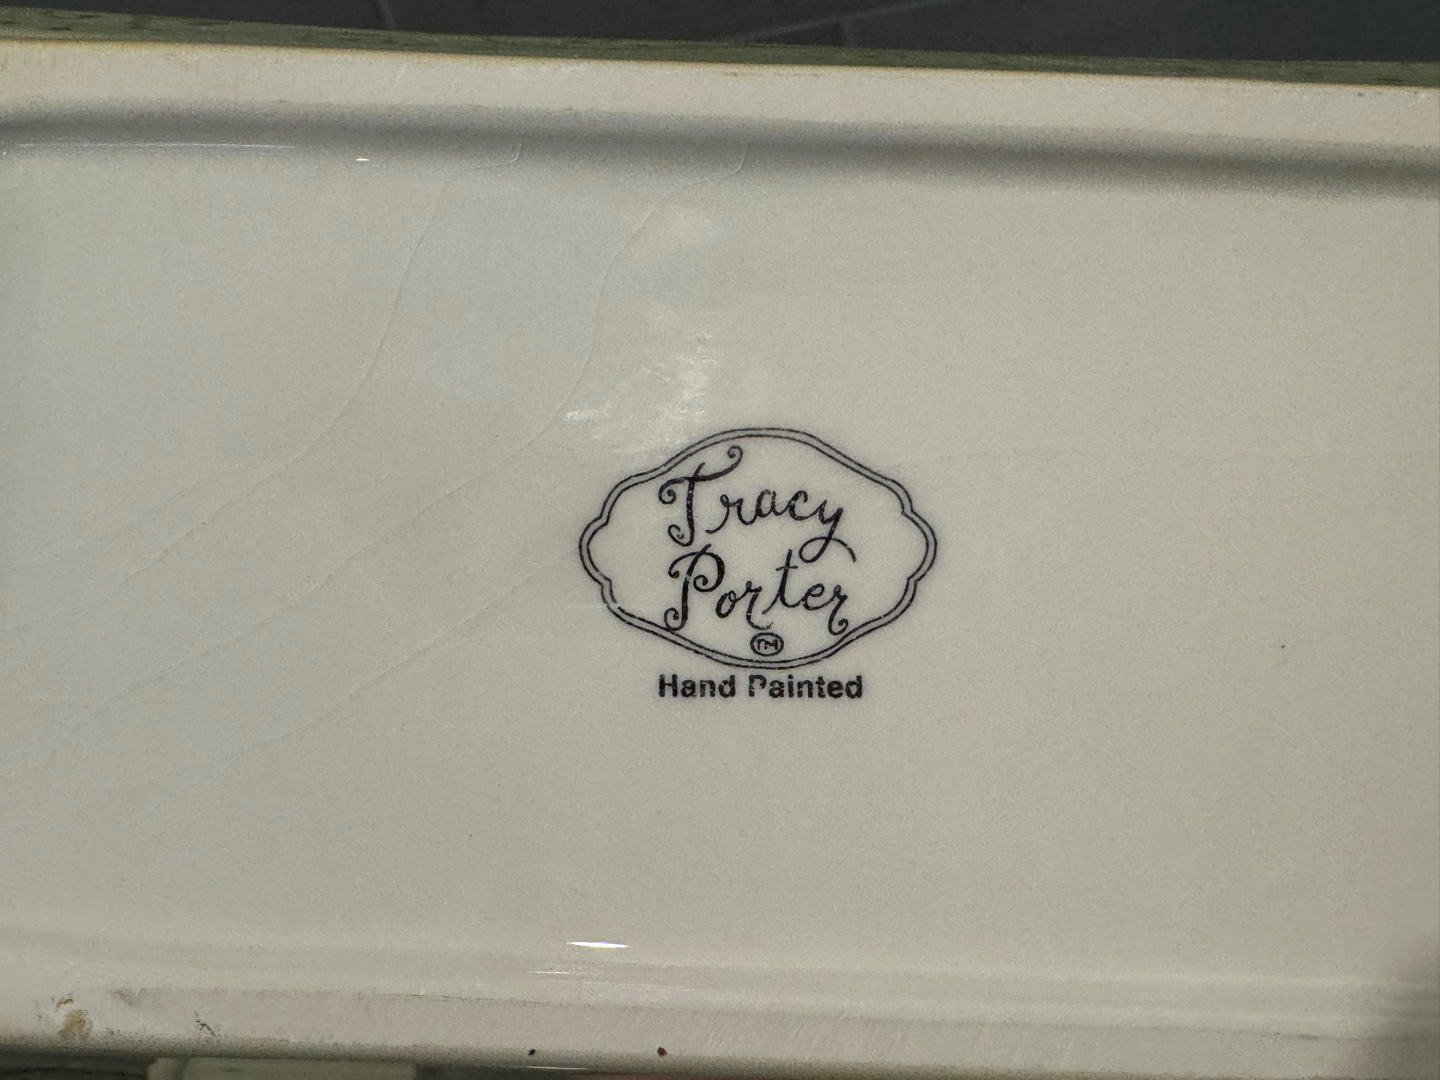 Tracy
Porter
TM
Hand Painted